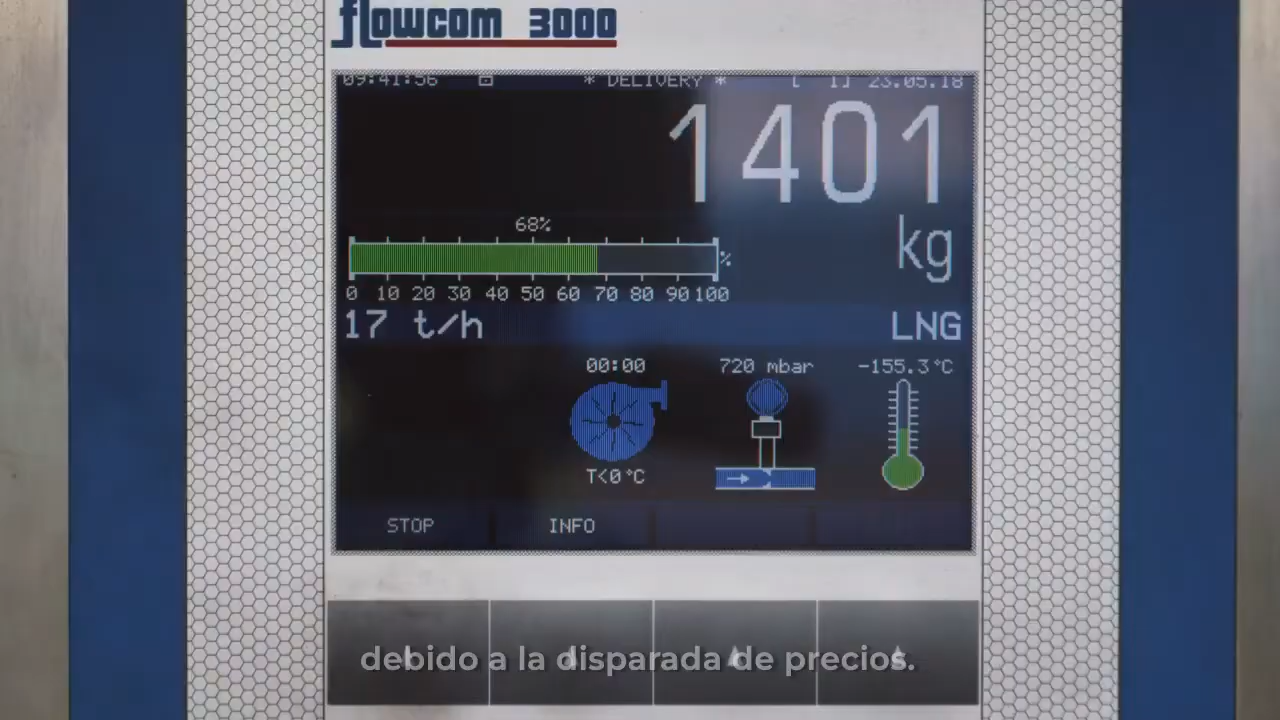 flowcom 3000
09:41:56 * DELIVERY * [ 1] 23.05.18
1401
kg
68%
%
0 10 20 30 40 50 60 70 80 90 100
17 t/h LNG
00:00 720 mbar -155.3°C
T<0°C
STOP INFO
debido a la disparada de precios.